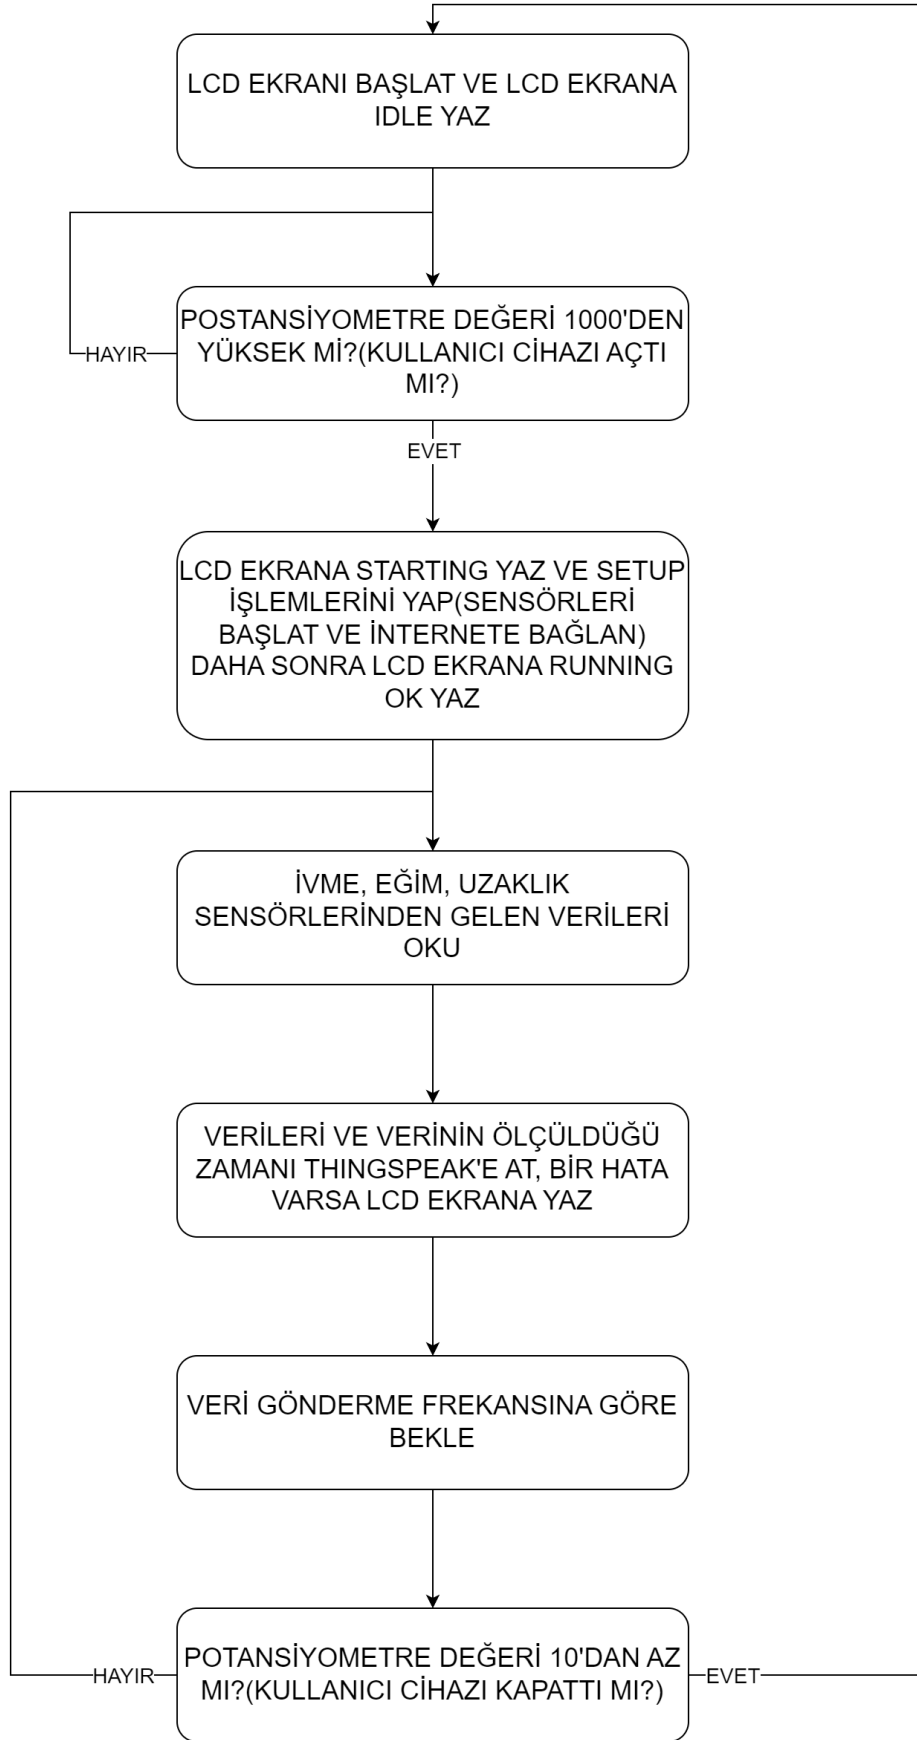 LCD EKRANI BAŞLAT VE LCD EKRANA
IDLE YAZ
POSTANSİYOMETRE DEĞERİ 1000'DEN
YÜKSEK Mİ?(KULLANICI CİHAZI AÇTI
MI?)
HAYIR
EVET
LCD EKRANA STARTING YAZ VE SETUP
İŞLEMLERİNİ YAP(SENSÖRLERİ
BAŞLAT VE İNTERNETE BAĞLAN)
DAHA SONRA LCD EKRANA RUNNING
OK YAZ
İVME, EĞİM, UZAKLIK
SENSÖRLERİNDEN GELEN VERİLERİ
OKU
VERİLERİ VE VERİNİN ÖLÇÜLDÜĞÜ
ZAMANI THINGSPEAK'E AT, BİR HATA
VARSA LCD EKRANA YAZ
VERİ GÖNDERME FREKANSINA GÖRE
BEKLE
HAYIR
POTANSİYOMETRE DEĞERİ 10'DAN AZ
MI?(KULLANICI CİHAZI KAPATTI MI?)
EVET